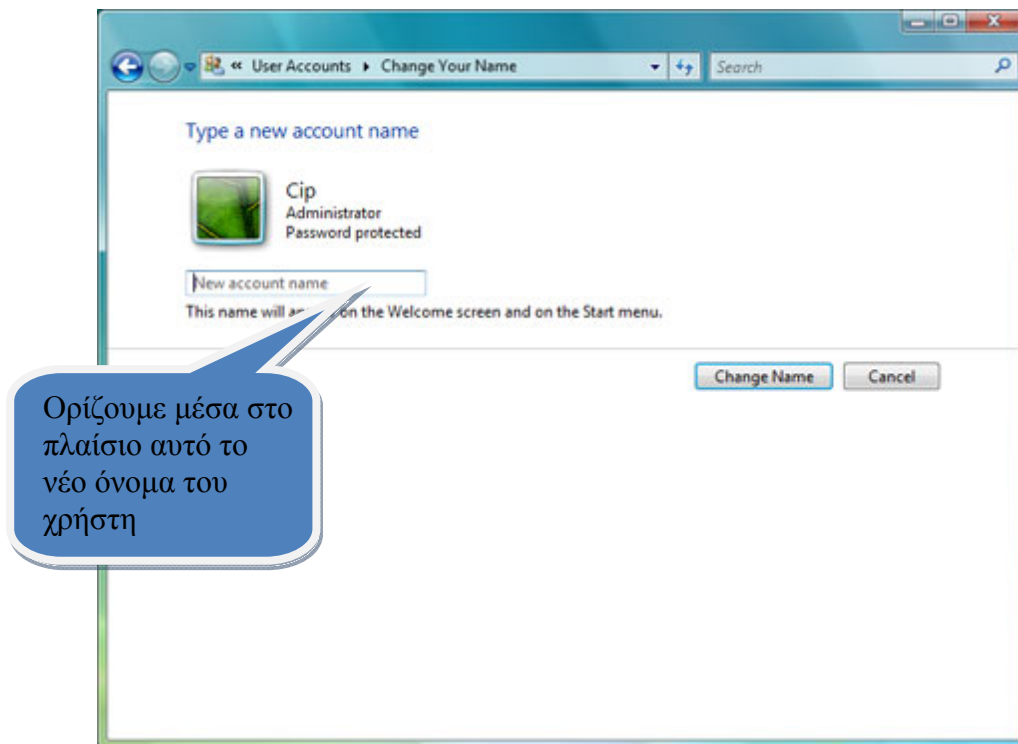 « User Accounts ▸ Change Your Name
Search
Type a new account name
Cip
Administrator
Password protected
New account name
This name will on the Welcome screen and on the Start menu.
Change Name
Cancel
Ορίζουμε μέσα στο
πλαίσιο αυτό το
νέο όνομα του
χρήστη